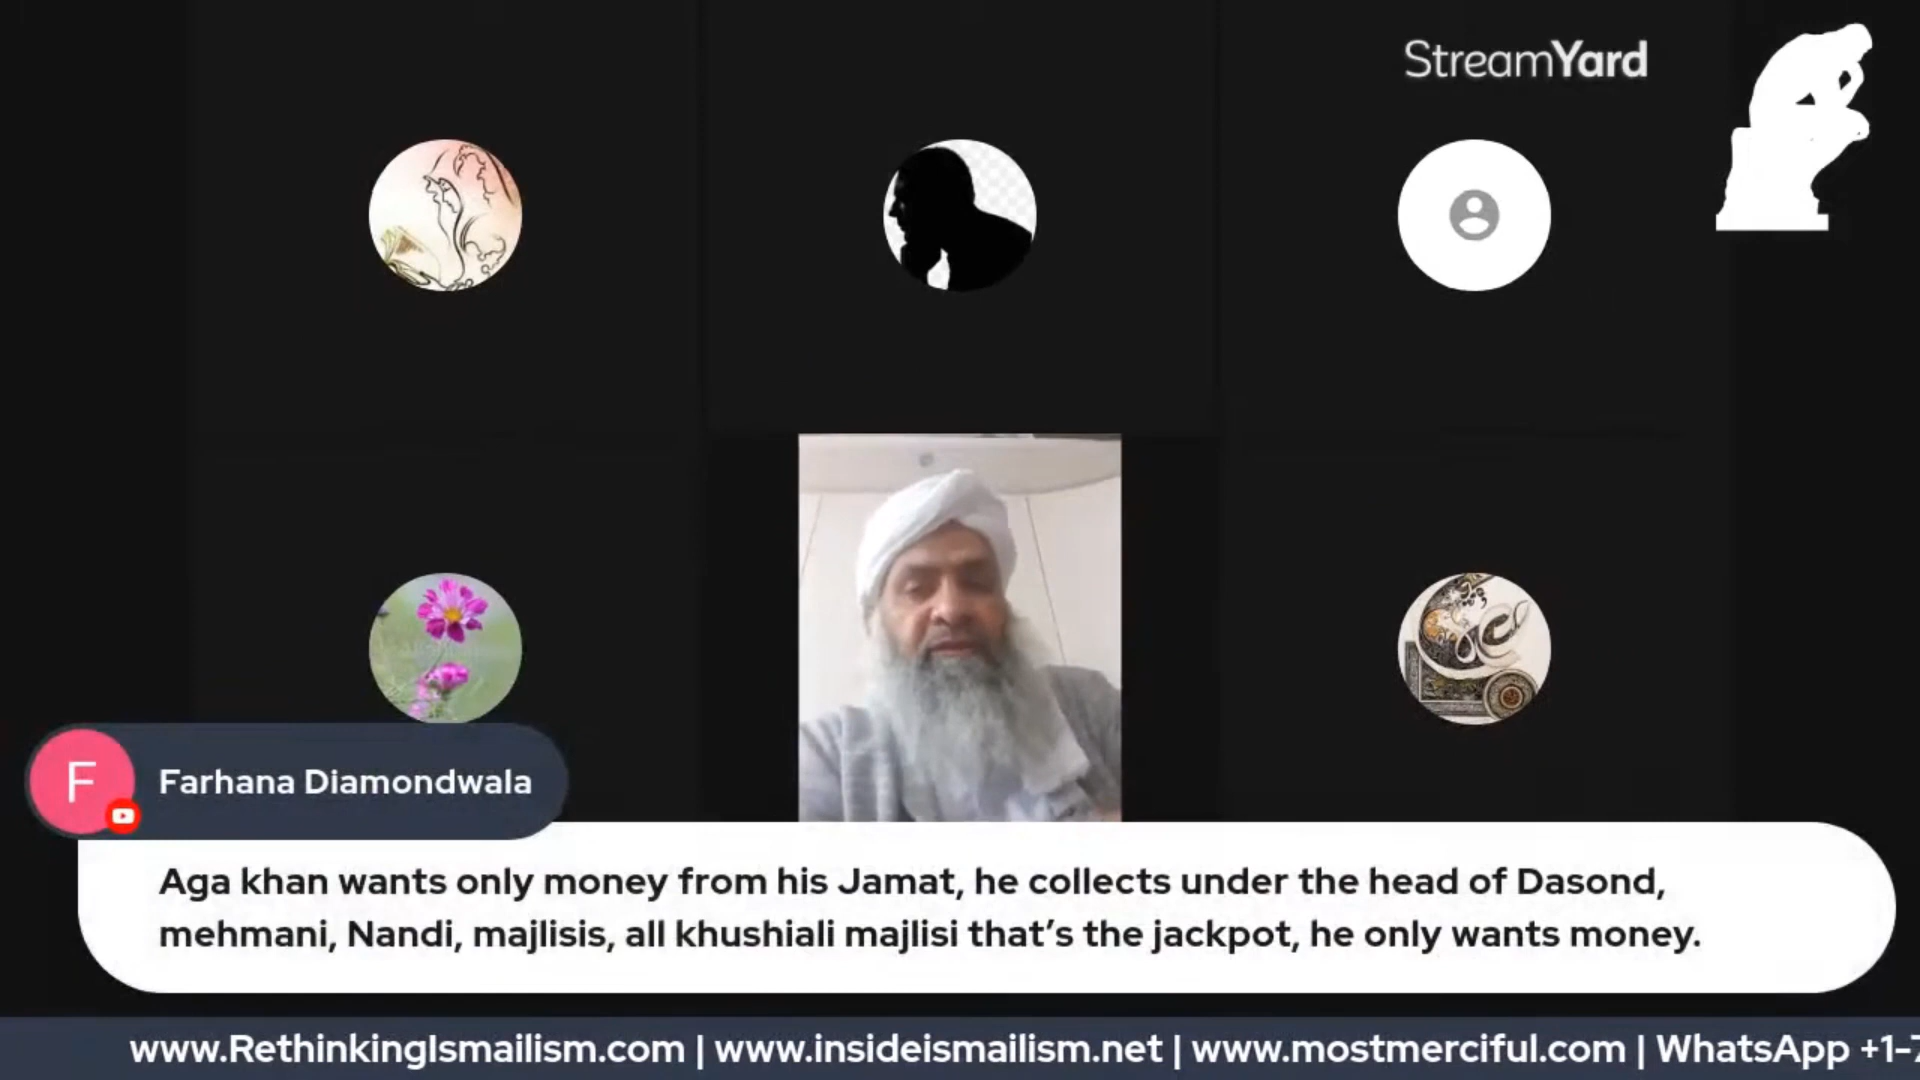 StreamYard
F
Farhana Diamondwala
Aga khan wants only money from his Jamat, he collects under the head of Dasond,
mehmani, Nandi, majlisis, all khushiali majlisi that's the jackpot, he only wants money.
www.RethinkingIsmailism.com | www.insideismailism.net | www.mostmerciful.com | WhatsApp +1-7